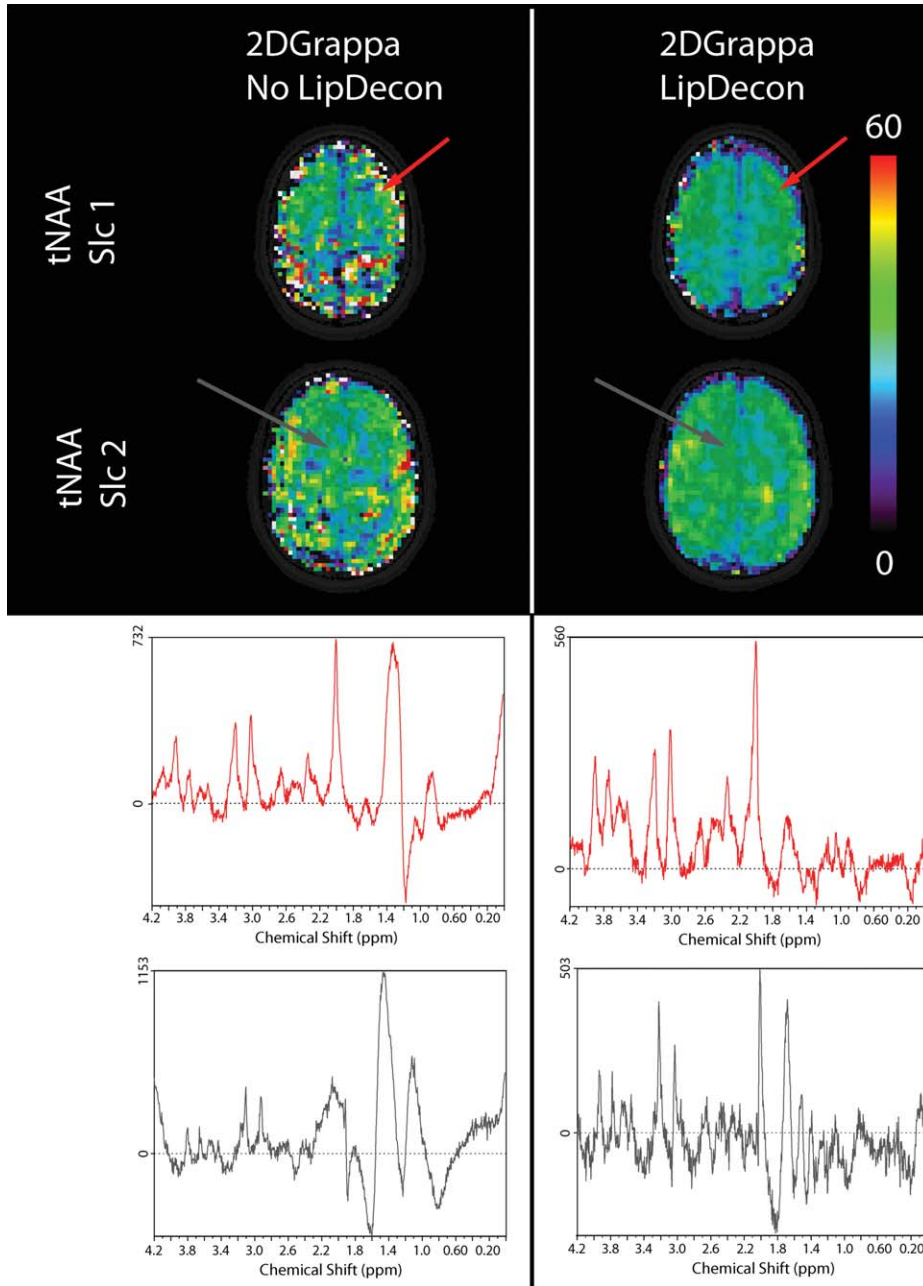 2DGrappa
No LipDecon
2DGrappa
LipDecon
60
tNAA
Slc 1
tNAA
Slc 2
0
732
0
4.2 3.8 3.4 3.0 2.6 2.2 1.8 1.4 1.0 0.60 0.20
Chemical Shift (ppm)
560
0
4.2 3.8 3.4 3.0 2.6 2.2 1.8 1.4 1.0 0.60 0.20
Chemical Shift (ppm)
1153
0
4.2 3.8 3.4 3.0 2.6 2.2 1.8 1.4 1.0 0.60 0.20
Chemical Shift (ppm)
503
0
4.2 3.8 3.4 3.0 2.6 2.2 1.8 1.4 1.0 0.60 0.20
Chemical Shift (ppm)